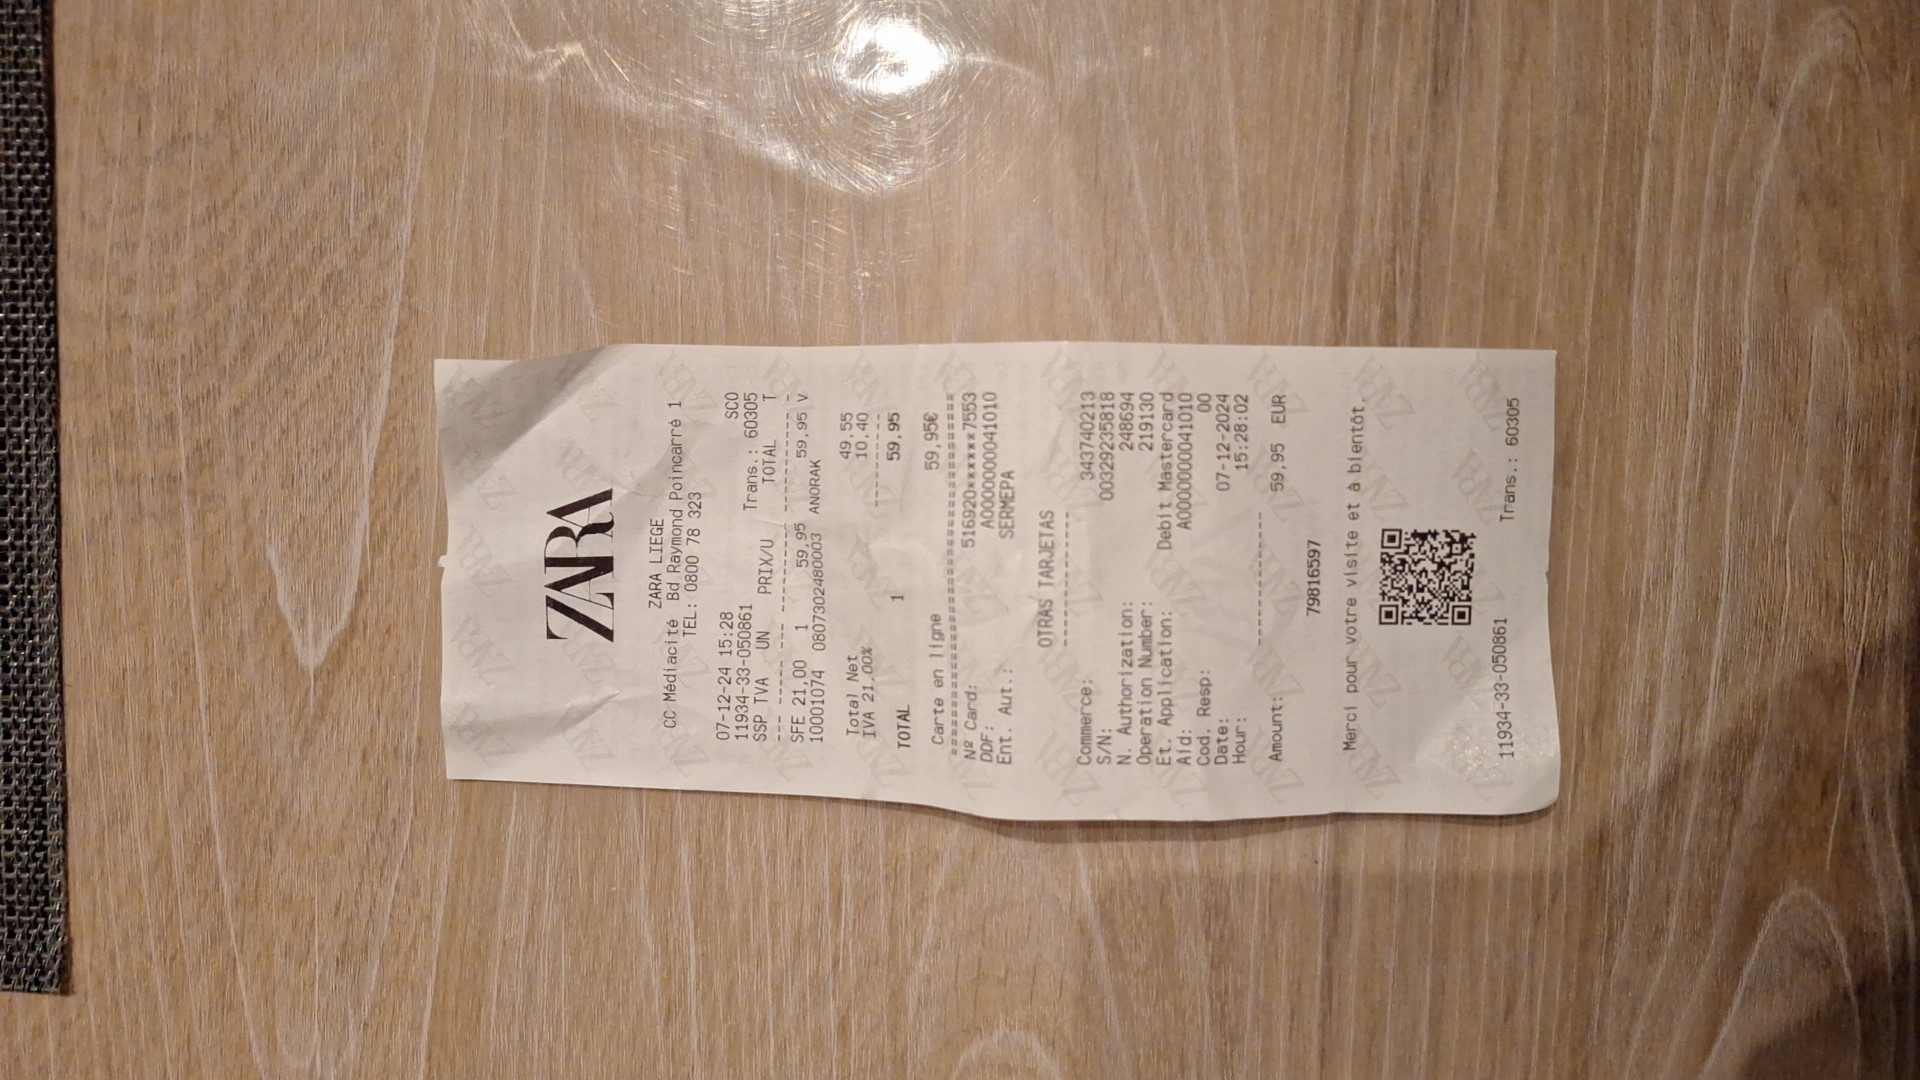 ZARA
ZARA LIEGE
CC Médiacité, Bd Raymond Poincarré 1
TEL: 0800 78 323
07-12-24 15:28 SCO
11934-33-050861 Trans.: 60305
SSP TVA UN PRIX/U TOTAL T
--- ----- --- ---------- ---------- -
SFE 21,00 1 59,95 59,95 V
10001074 08073024800003 ANORAK
Total Net 49,55
IVA 21,00% 10,40
---------
TOTAL 1 59,95
Carte en ligne 59,95€
======================================
Nº Card: 516920******7553
DDF: A0000000041010
Ent. Aut.: SERMEPA
OTRAS TARJETAS
--------------
Commerce: 343740213
S/N: 00329235818
N. Authorization: 248694
Operation Number: 219130
Et. Application: Debit Mastercard
Aid: A0000000041010
Cod. Resp: 00
Date: 07-12-2024
Hour: 15:28:02
--------------
Amount: 59,95 EUR
79816597
Merci pour votre visite et à bientôt.
11934-33-050861 Trans.: 60305